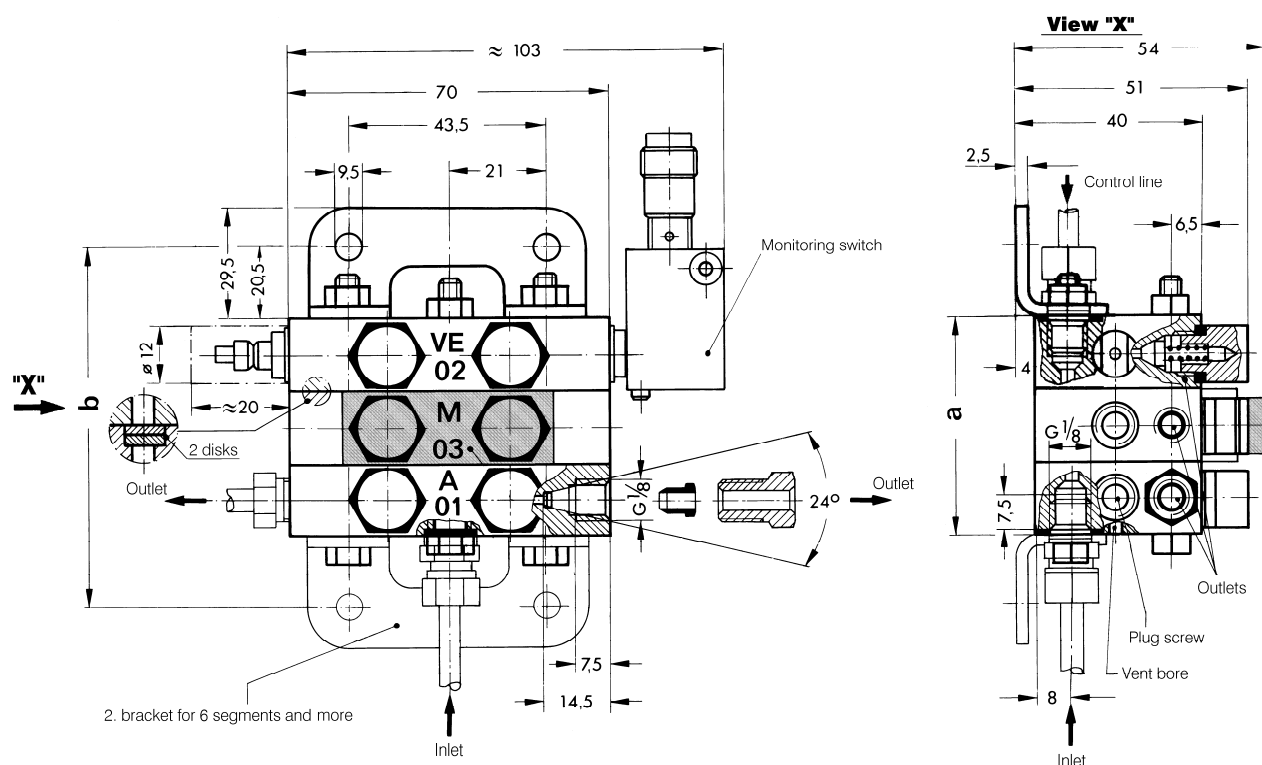 View "X"
≈ 103
54
70
51
43,5
40
9,5
21
2,5
Control line
6,5
Monitoring switch
29,5
20,5
ø 12
VE
02
"X"
b
≈20
4
a
M
03
G 1/8
2 disks
A
01
Outlet
G 1/8
24°
Outlet
7,5
Outlets
Plug screw
7,5
Vent bore
14,5
8
2. bracket for 6 segments and more
Inlet
Inlet